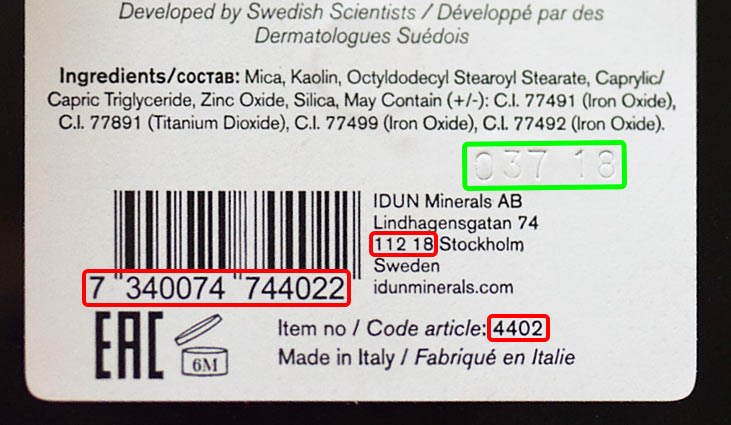 Developed by Swedish Scientists / Développé par des
Dermatologues Suédois
Ingredients/состав: Mica, Kaolin, Octyldodecyl Stearoyl Stearate, Caprylic/
Capric Triglyceride, Zinc Oxide, Silica, May Contain (+/-): C.I. 77491 (Iron Oxide),
C.I. 77891 (Titanium Dioxide), C.I. 77499 (Iron Oxide), C.I. 77492 (Iron Oxide).
037 18
IDUN Minerals AB
Lindhagensgatan 74
112 18 Stockholm
Sweden
idunminerals.com
7 340074 744022
EAC
6M
Item no / Code article: 4402
Made in Italy / Fabriqué en Italie